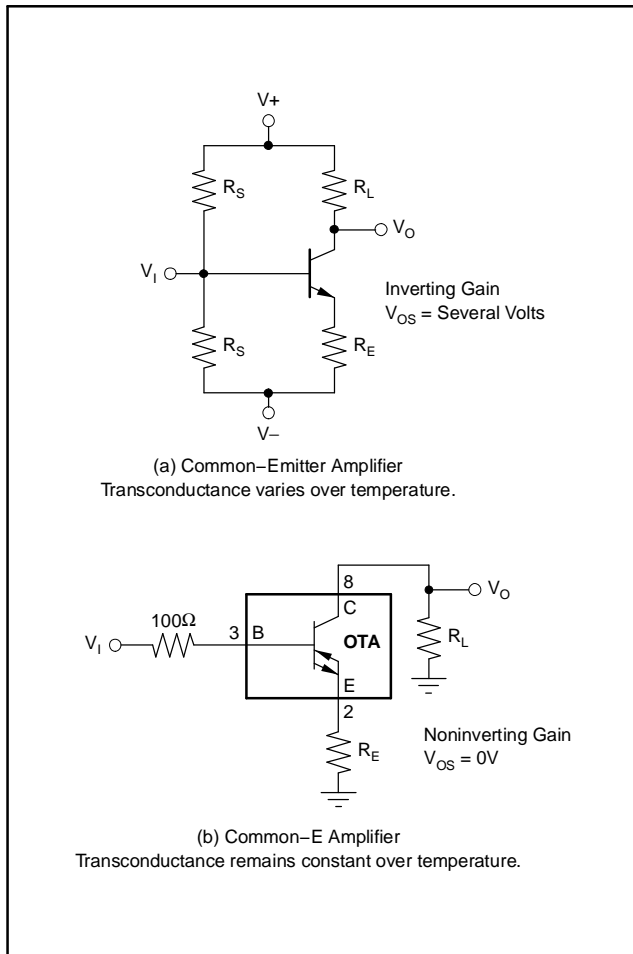 V+
R_S
R_L
V_O
V_I
Inverting Gain
V_OS = Several Volts
R_S
R_E
V−
(a) Common−Emitter Amplifier
Transconductance varies over temperature.
8
V_O
C
100Ω
V_I
3
B
OTA
R_L
E
2
Noninverting Gain
V_OS = 0V
R_E
(b) Common−E Amplifier
Transconductance remains constant over temperature.